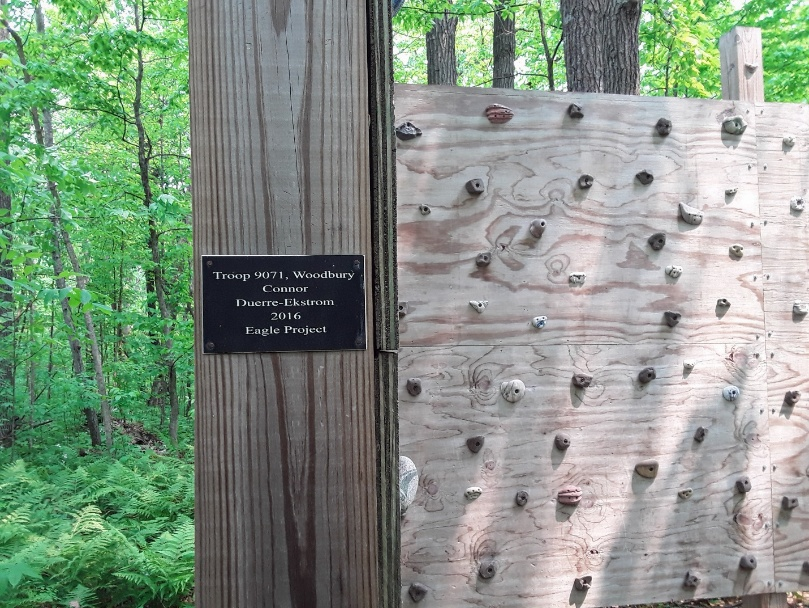 Troop 9071, Woodbury
Connor
Duerre-Ekstrom
2016
Eagle Project